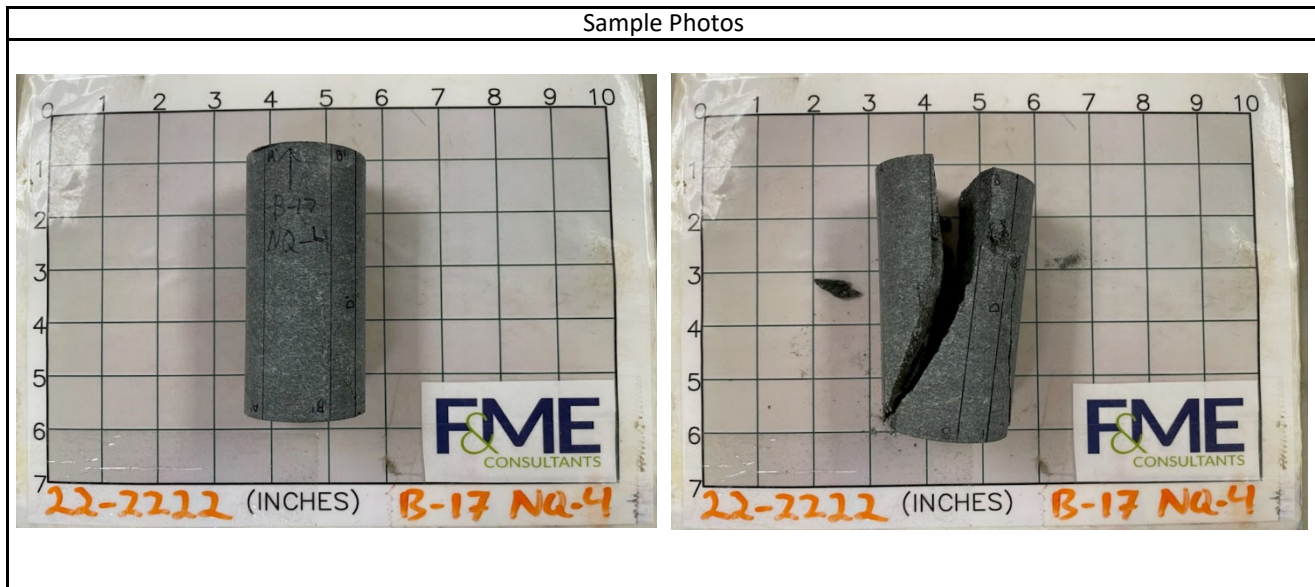 Sample Photos
0 1 2 3 4 5 6 7 8 9 10
1
2
3
4
5
6
7
B-17
NQ-4
F&ME
CONSULTANTS
22-2222 (INCHES) B-17 NQ-4
0 1 2 3 4 5 6 7 8 9 10
1
2
3
4
5
6
7
D
F&ME
CONSULTANTS
22-2222 (INCHES) B-17 NQ-4